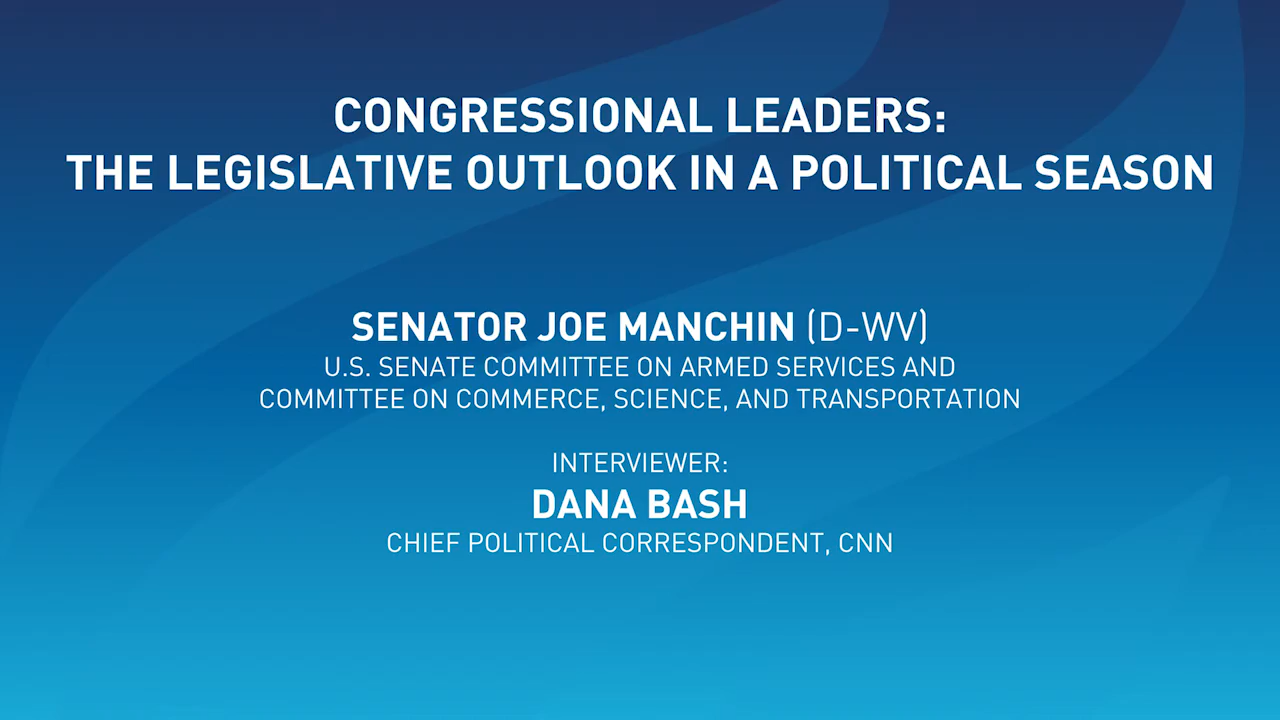 CONGRESSIONAL LEADERS:
THE LEGISLATIVE OUTLOOK IN A POLITICAL SEASON
SENATOR JOE MANCHIN (D-WV)
U.S. SENATE COMMITTEE ON ARMED SERVICES AND
COMMITTEE ON COMMERCE, SCIENCE, AND TRANSPORTATION
INTERVIEWER:
DANA BASH
CHIEF POLITICAL CORRESPONDENT, CNN